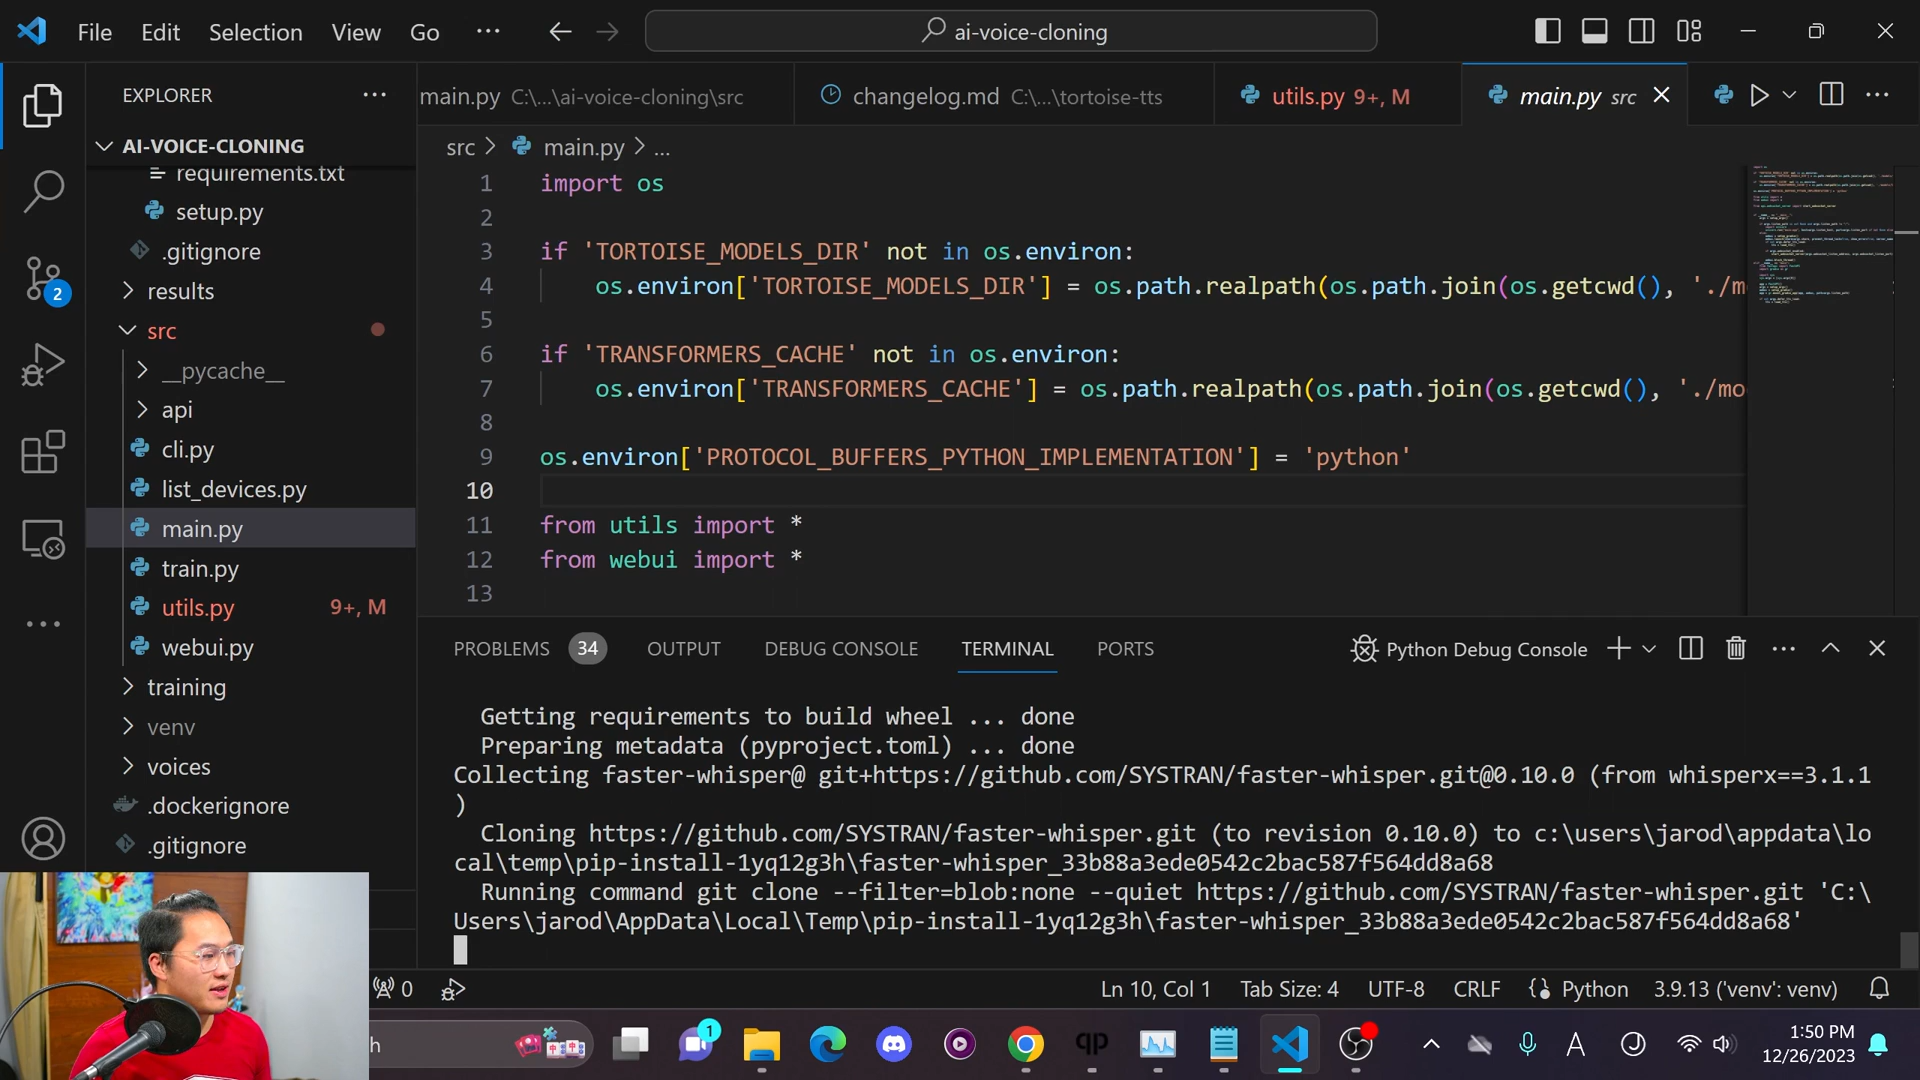 File Edit Selection View Go ... ai-voice-cloning
EXPLORER
main.py C:\...\ai-voice-cloning\src changelog.md C:\...\tortoise-tts utils.py 9+, M main.py src
AI-VOICE-CLONING
requirements.txt
setup.py
.gitignore
results
src
__pycache__
api
cli.py
list_devices.py
main.py
train.py
utils.py 9+, M
webui.py
training
venv
voices
.dockerignore
.gitignore
2
src > main.py > ...
1 import os
2
3 if 'TORTOISE_MODELS_DIR' not in os.environ:
4 os.environ['TORTOISE_MODELS_DIR'] = os.path.realpath(os.path.join(os.getcwd(), './m
5
6 if 'TRANSFORMERS_CACHE' not in os.environ:
7 os.environ['TRANSFORMERS_CACHE'] = os.path.realpath(os.path.join(os.getcwd(), './mo
8
9 os.environ['PROTOCOL_BUFFERS_PYTHON_IMPLEMENTATION'] = 'python'
10
11 from utils import *
12 from webui import *
13
PROBLEMS 34 OUTPUT DEBUG CONSOLE TERMINAL PORTS Python Debug Console
Getting requirements to build wheel ... done
Preparing metadata (pyproject.toml) ... done
Collecting faster-whisper@ git+https://github.com/SYSTRAN/faster-whisper.git@0.10.0 (from whisperx==3.1.1
)
Cloning https://github.com/SYSTRAN/faster-whisper.git (to revision 0.10.0) to c:\users\jarod\appdata\lo
cal\temp\pip-install-1yq12g3h\faster-whisper_33b88a3ede0542c2bac587f564dd8a68
Running command git clone --filter=blob:none --quiet https://github.com/SYSTRAN/faster-whisper.git 'C:\
Users\jarod\AppData\Local\Temp\pip-install-1yq12g3h\faster-whisper_33b88a3ede0542c2bac587f564dd8a68'
0 Ln 10, Col 1 Tab Size: 4 UTF-8 CRLF Python 3.9.13 ('venv': venv)
h 1 A 1:50 PM
12/26/2023